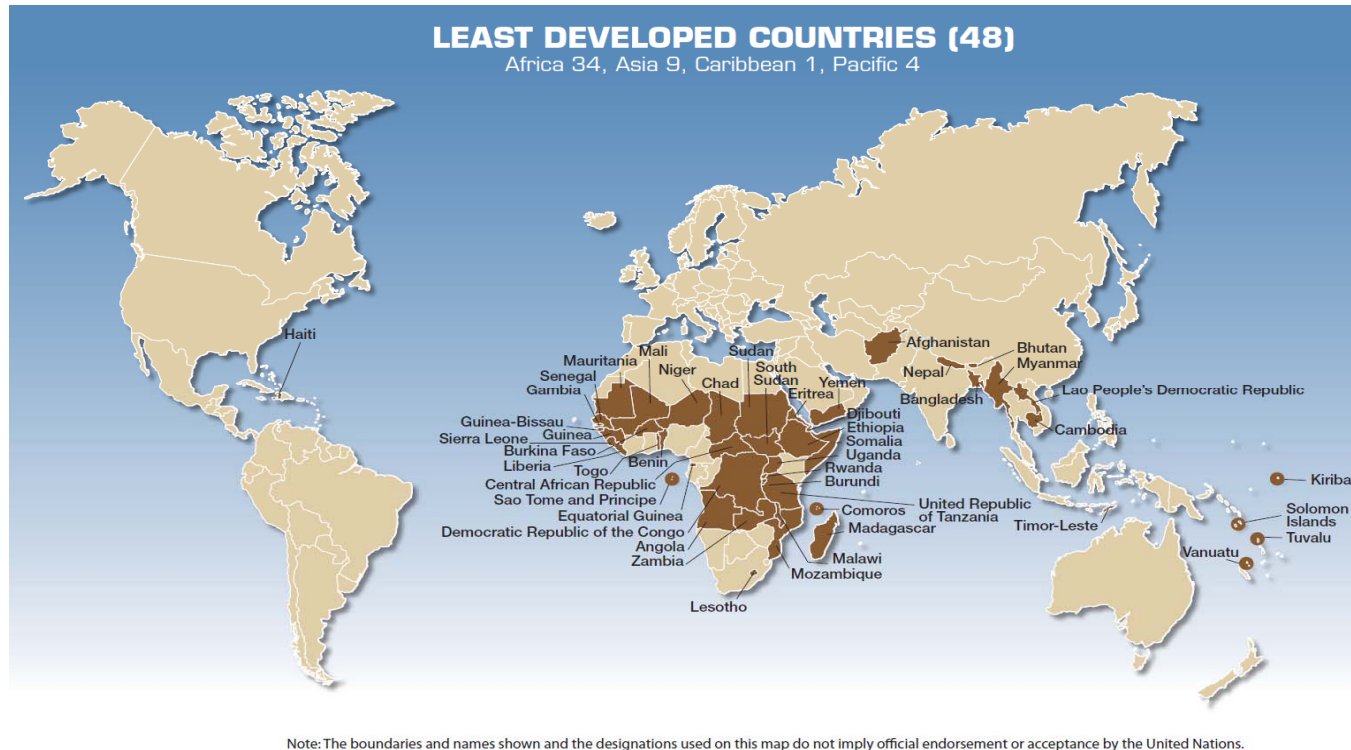 LEAST DEVELOPED COUNTRIES (48)
Africa 34, Asia 9, Caribbean 1, Pacific 4
Haiti
Mali
Sudan
Mauritania
Niger
South
Sudan
Senegal
Chad
Yemen
Gambia
Eritrea
Afghanistan
Bhutan
Nepal
Myanmar
Bangladesh
Lao People's Democratic Republic
Cambodia
Guinea-Bissau
Guinea
Sierra Leone
Burkina Faso
Liberia
Togo
Benin
Central African Republic
Sao Tome and Principe
Equatorial Guinea
Democratic Republic of the Congo
Angola
Zambia
Lesotho
Djibouti
Ethiopia
Somalia
Uganda
Rwanda
Burundi
United Republic
of Tanzania
Comoros
Madagascar
Malawi
Mozambique
Timor-Leste
Kiriba
Solomon
Islands
Tuvalu
Vanuatu
Note: The boundaries and names shown and the designations used on this map do not imply official endorsement or acceptance by the United Nations.